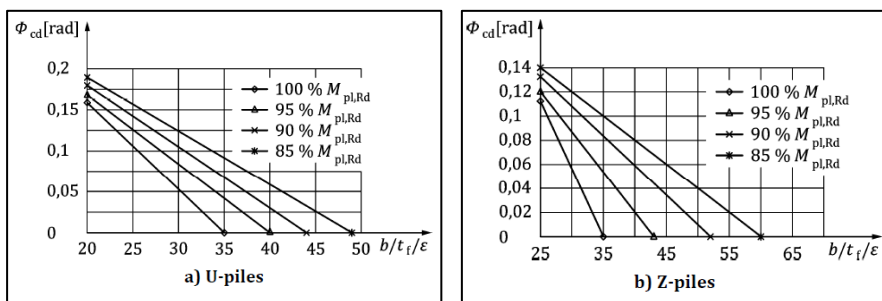 Φcd[rad]
0,2
0,15
0,1
0,05
0
100 % Mpl,Rd
95 % Mpl,Rd
90 % Mpl,Rd
85 % Mpl,Rd
20 25 30 35 40 45 50 b/tf/ε
a) U-piles
Φcd[rad]
0,14
0,12
0,1
0,08
0,06
0,04
0,02
0
100 % Mpl,Rd
95 % Mpl,Rd
90 % Mpl,Rd
85 % Mpl,Rd
25 35 45 55 65 b/tf/ε
b) Z-piles